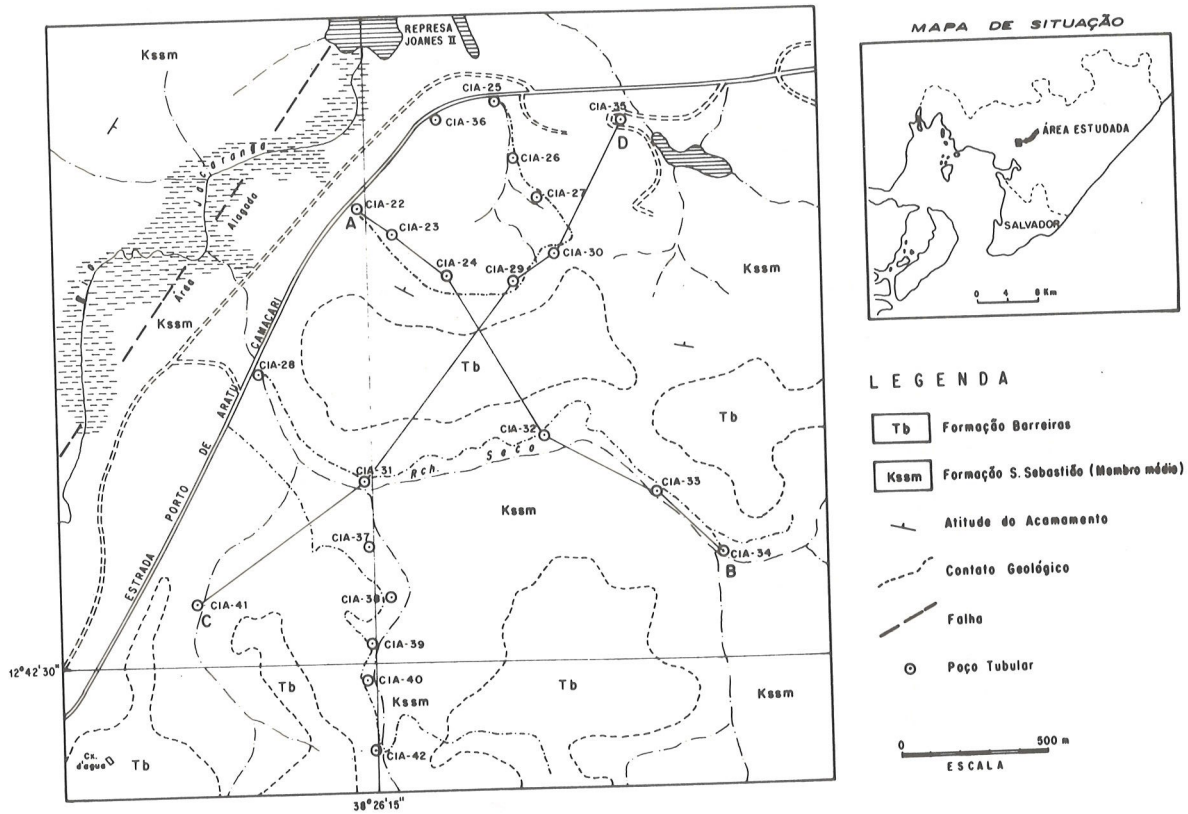 REPRESA
JOANES II
Kssm
CIA-25
CIA-36
CIA-35
D
CIA-26
CIA-27
CIA-22
A
CIA-23
CIA-24
CIA-29
CIA-30
Rio
Jacaranga
Área
Alagada
Kssm
Kssm
Tb
CIA-28
ESTRADA PORTO DE ARATU CAMAÇARI
Tb
CIA-32
CIA-31
Rch. Seco
CIA-33
Kssm
CIA-37
CIA-34
B
CIA-38
CIA-41
C
CIA-39
12°42'30"
Tb
CIA-40
Kssm
Tb
Kssm
CIA-42
Cx.
d'agua
Tb
38°26'15"
MAPA DE SITUAÇÃO
ÁREA ESTUDADA
SALVADOR
0 4 8 Km
LEGENDA
Tb Formação Barreiras
Kssm Formação S. Sebastião (Membro médio)
Atitude do Acamamento
Contato Geológico
Falha
Poço Tubular
0 500 m
ESCALA